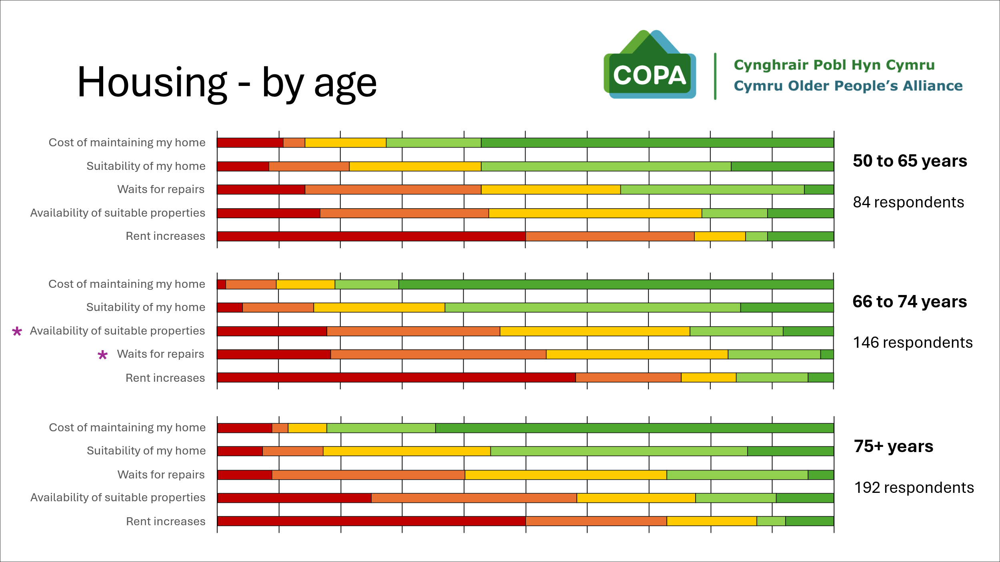 Housing - by age
COPA
Cynghrair Pobl Hyn Cymru
Cymru Older People's Alliance
Cost of maintaining my home
Suitability of my home
Waits for repairs
Availability of suitable properties
Rent increases
50 to 65 years
84 respondents
Cost of maintaining my home
Suitability of my home
* Availability of suitable properties
* Waits for repairs
Rent increases
66 to 74 years
146 respondents
Cost of maintaining my home
Suitability of my home
Waits for repairs
Availability of suitable properties
Rent increases
75+ years
192 respondents